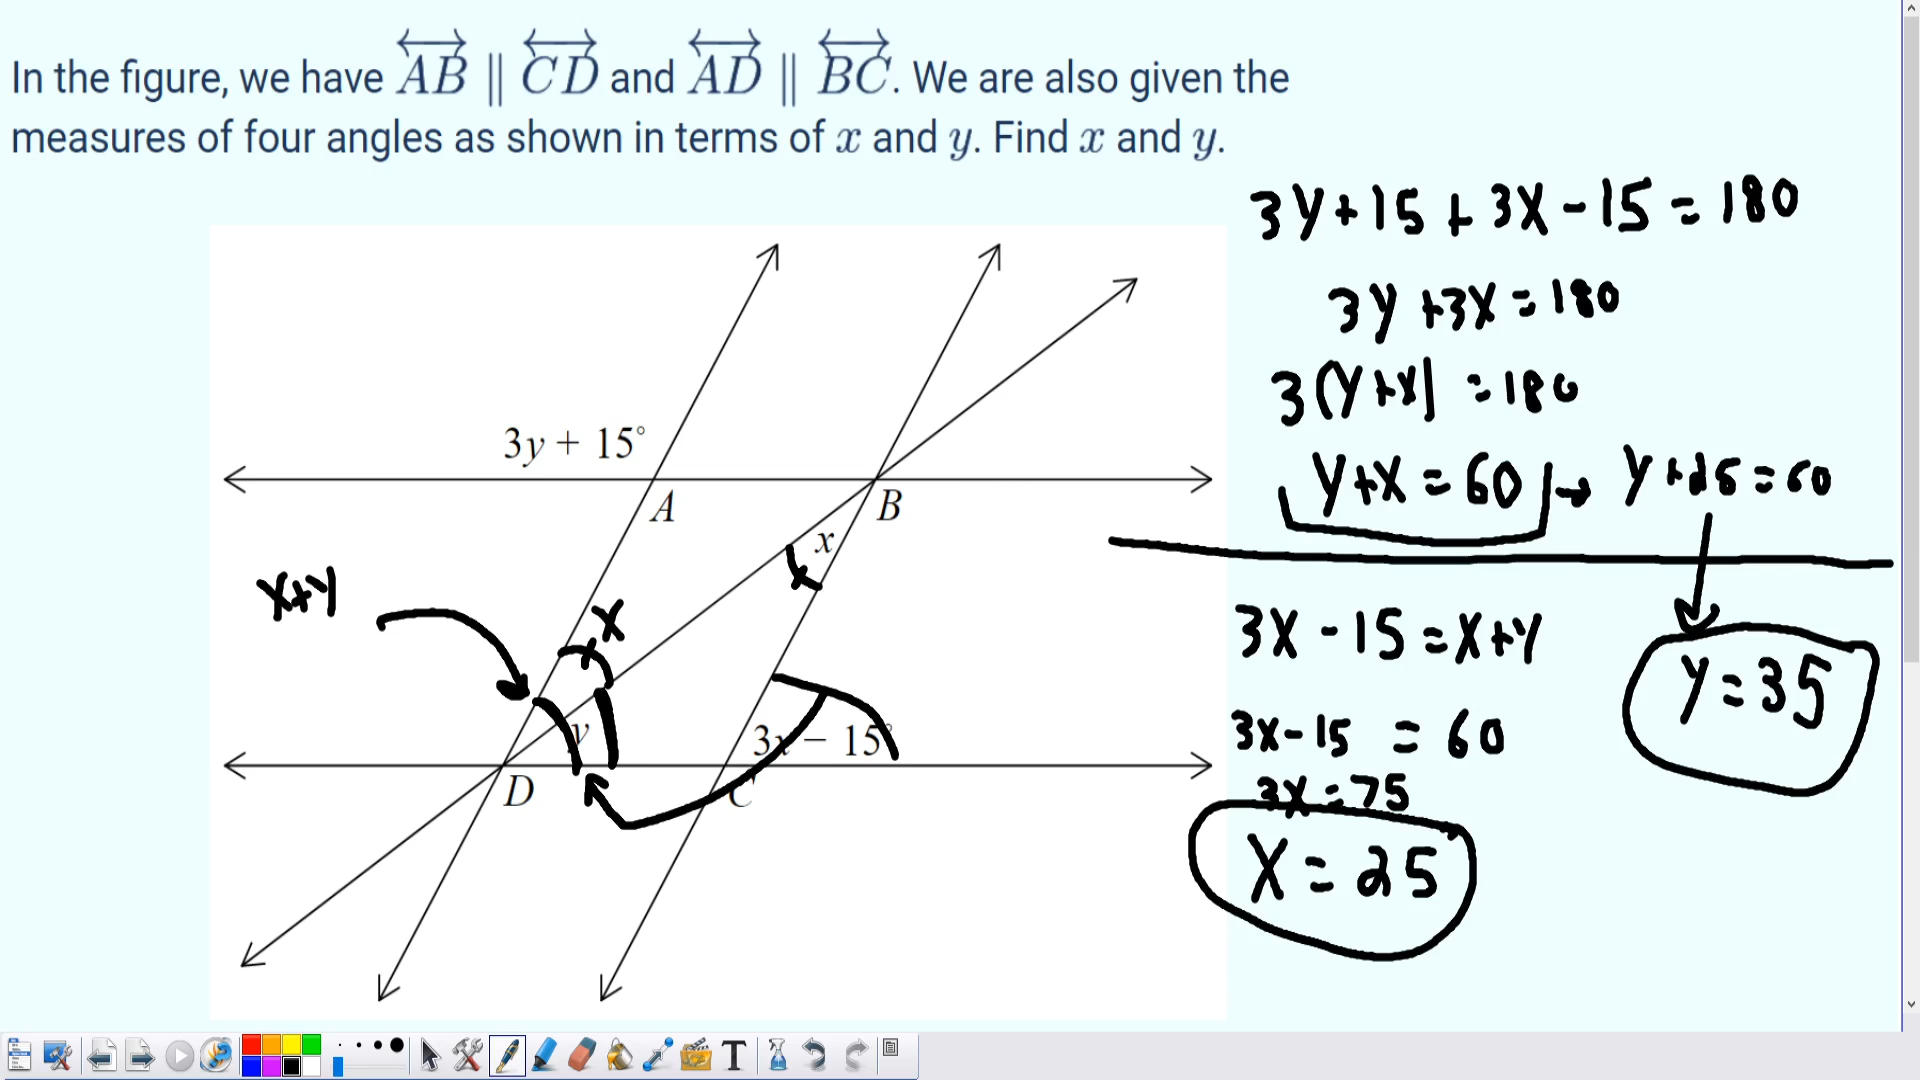 In the figure, we have AB ∥ CD and AD ∥ BC. We are also given the
measures of four angles as shown in terms of x and y. Find x and y.
3y + 15°
A
B
x
x+y
x
y
3x − 15°
D
C
3y+15+3x-15=180
3y+3x=180
3(y+x)=180
y+x=60 → y+25=60
3x-15=x+y
y=35
3x-15=60
3x=75
x=25
T